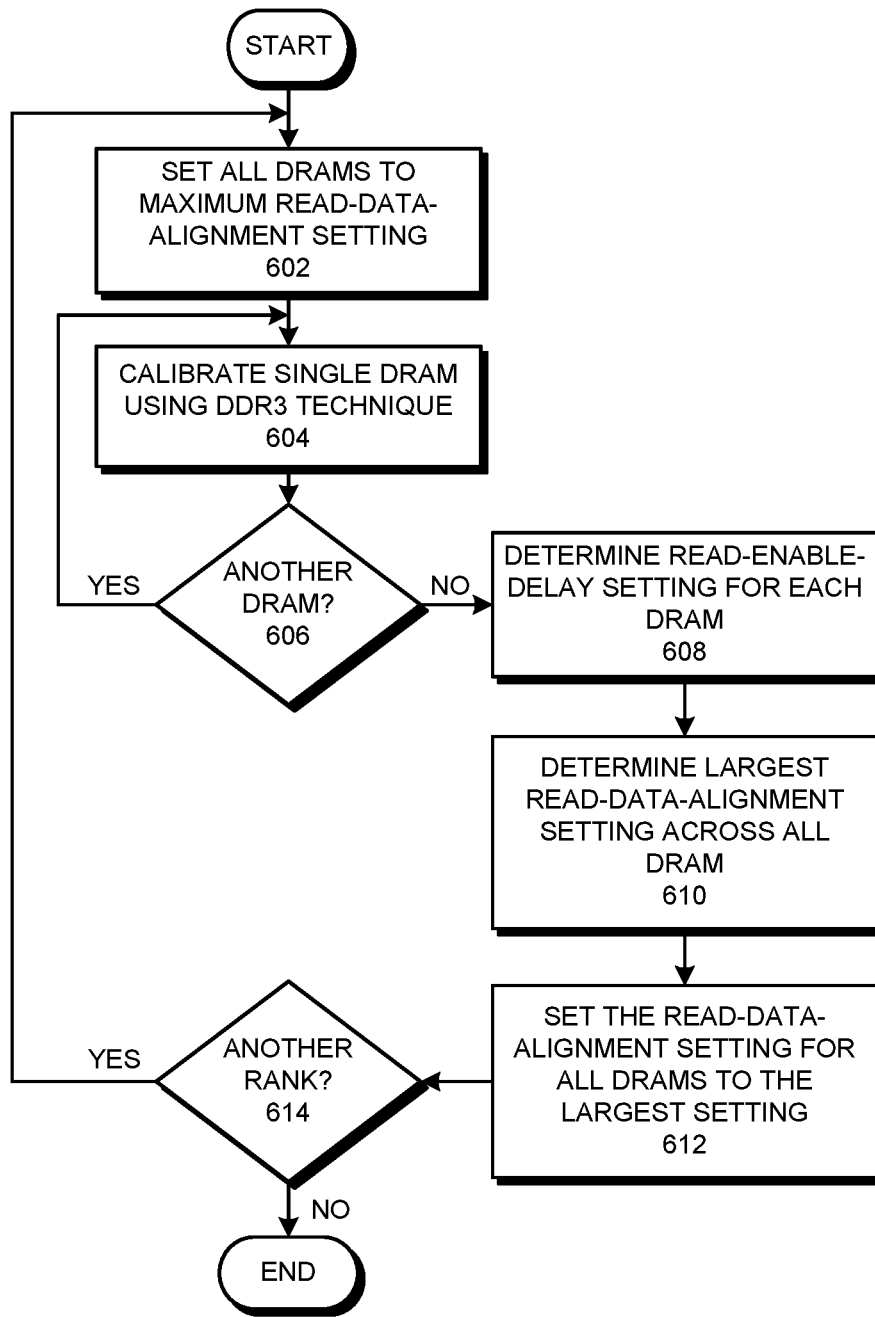 START
SET ALL DRAMS TO
MAXIMUM READ-DATA-
ALIGNMENT SETTING
602
CALIBRATE SINGLE DRAM
USING DDR3 TECHNIQUE
604
YES
ANOTHER
DRAM?
606
NO
DETERMINE READ-ENABLE-
DELAY SETTING FOR EACH
DRAM
608
DETERMINE LARGEST
READ-DATA-ALIGNMENT
SETTING ACROSS ALL
DRAM
610
SET THE READ-DATA-
ALIGNMENT SETTING FOR
ALL DRAMS TO THE
LARGEST SETTING
612
YES
ANOTHER
RANK?
614
NO
END